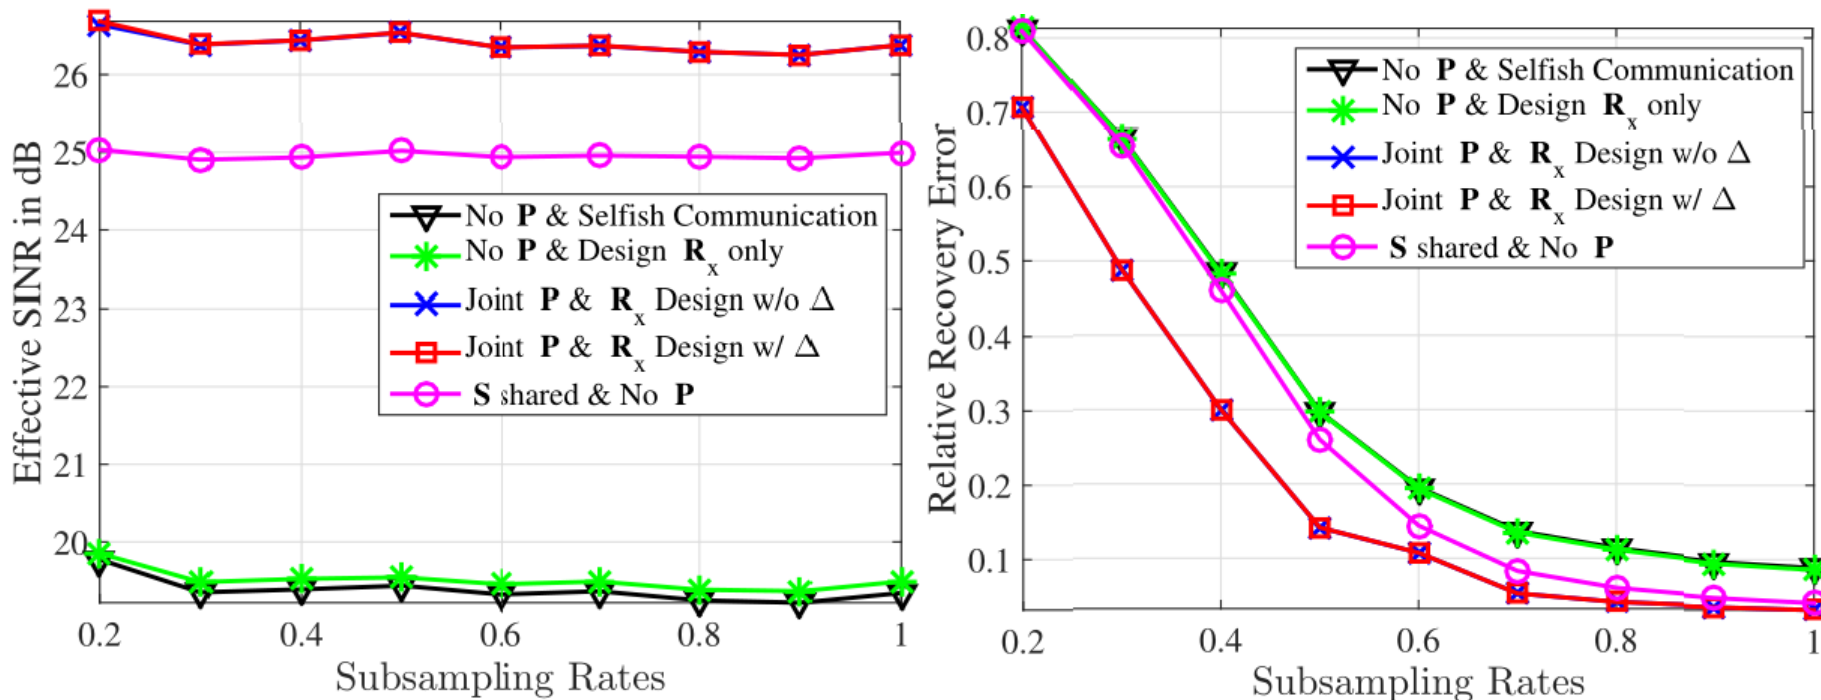 Effective SINR in dB
26
25
24
23
22
21
20
No P & Selfish Communication
No P & Design Rx only
Joint P & Rx Design w/o Δ
Joint P & Rx Design w/ Δ
S shared & No P
0.2 0.4 0.6 0.8 1
Subsampling Rates
Relative Recovery Error
0.8
0.7
0.6
0.5
0.4
0.3
0.2
0.1
No P & Selfish Communication
No P & Design Rx only
Joint P & Rx Design w/o Δ
Joint P & Rx Design w/ Δ
S shared & No P
0.2 0.4 0.6 0.8 1
Subsampling Rates